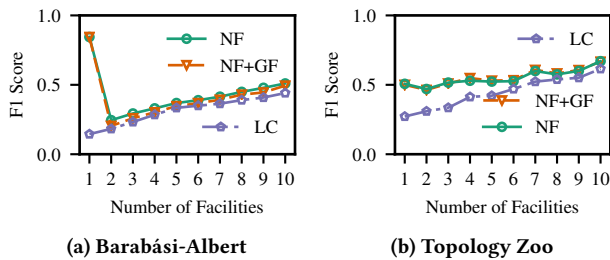 F1 Score
1.0
0.5
0.0
NF
NF+GF
LC
1 2 3 4 5 6 7 8 9 10
Number of Facilities
(a) Barabási-Albert
F1 Score
1.0
0.5
0.0
LC
NF+GF
NF
1 2 3 4 5 6 7 8 9 10
Number of Facilities
(b) Topology Zoo